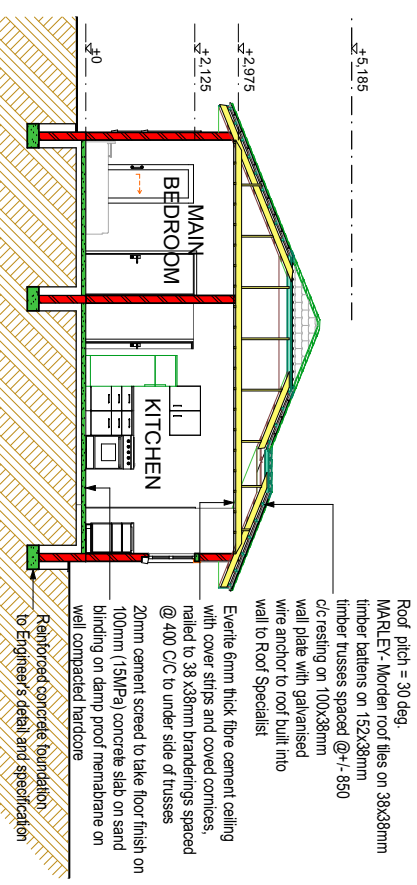 +5,185
+2,975
+2,125
±0
MAIN
BEDROOM
KITCHEN
Roof pitch = 30 deg.
MARLEY- Morden roof tiles on 38x38mm
timber battens on 152x38mm
timber trusses spaced @+/- 850
c/c resting on 100x38mm
wall plate with galvanised
wire anchor to roof built into
wall to Roof Specialist
Everite 6mm thick fibre cement ceiling
with cover strips and coved cornices,
nailed to 38 x38mm branderings spaced
@ 400 C/C to under side of trusses
20mm cement screed to take floor finish on
100mm (15MPa) concrete slab on sand
blinding on damp proof memabrane on
well compacted hardcore
Reinforced concrete foundation
to Engineer's detail and specification